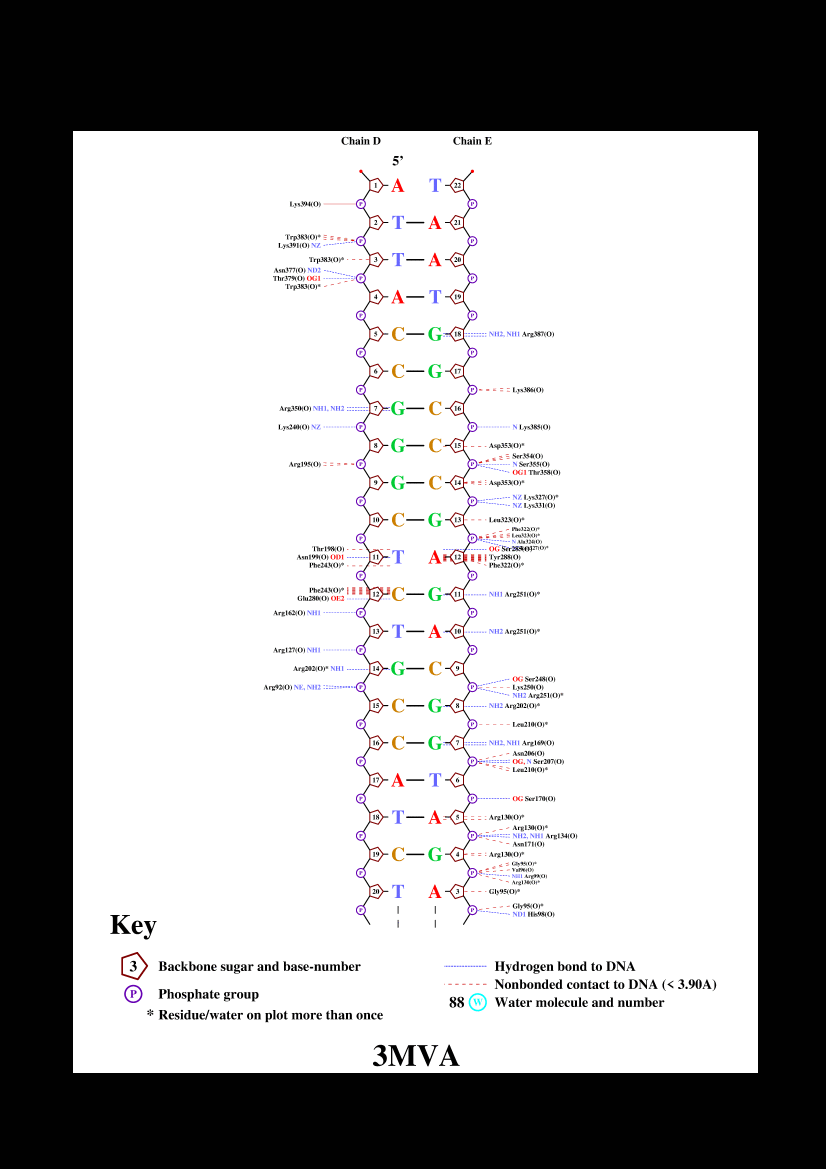 Chain D Chain E
5’
1 A T 22
P P
Lys394(O)
2 T A 21
Trp383(O)*
P P
Lys391(O) NZ
Trp383(O)* 3 T A 20
Asn377(O) ND2
Thr379(O) OG1 P P
Trp383(O)*
4 A T 19
P P
5 C G 18 NH2, NH1 Arg387(O)
P P
6 C G 17
P P Lys386(O)
Arg350(O) NH1, NH2 7 G C 16
Lys240(O) NZ P P N Lys385(O)
8 G C 15 Asp353(O)*
Ser354(O)
Arg195(O) P P N Ser355(O)
OG1 Thr358(O)
9 G C 14 Asp353(O)*
NZ Lys327(O)*
P P
NZ Lys331(O)
10 C G 13 Leu323(O)*
Phe322(O)*
Leu323(O)*
P P
N Ala324(O)
Thr198(O) OG Ser285(O)
Asn199(O) OD1 11 T A 12 Tyr288(O)
Phe243(O)* Phe322(O)*
P P
Phe243(O)*
12 C G 11 NH1 Arg251(O)*
Glu280(O) OE2
Arg162(O) NH1 P P
13 T A 10 NH2 Arg251(O)*
Arg127(O) NH1 P P
Arg202(O)* NH1 14 G C 9
OG Ser248(O)
Arg92(O) NE, NH2 P P Lys250(O)
NH2 Arg251(O)*
15 C G 8 NH2 Arg202(O)*
P P Leu210(O)*
16 C G 7 NH2, NH1 Arg169(O)
Asn206(O)
P P OG, N Ser207(O)
Leu210(O)*
17 A T 6
P P OG Ser170(O)
18 T A 5 Arg130(O)*
Arg130(O)*
P P NH2, NH1 Arg134(O)
Asn171(O)
19 C G 4 Arg130(O)*
Gly95(O)*
Val96(O)
P P
NH1 Arg99(O)
Arg130(O)*
20 T A 3 Gly95(O)*
Gly95(O)*
P P
ND1 His98(O)
Key
3 Backbone sugar and base-number
P Phosphate group
* Residue/water on plot more than once
Hydrogen bond to DNA
Nonbonded contact to DNA (< 3.90A)
88 W Water molecule and number
3MVA